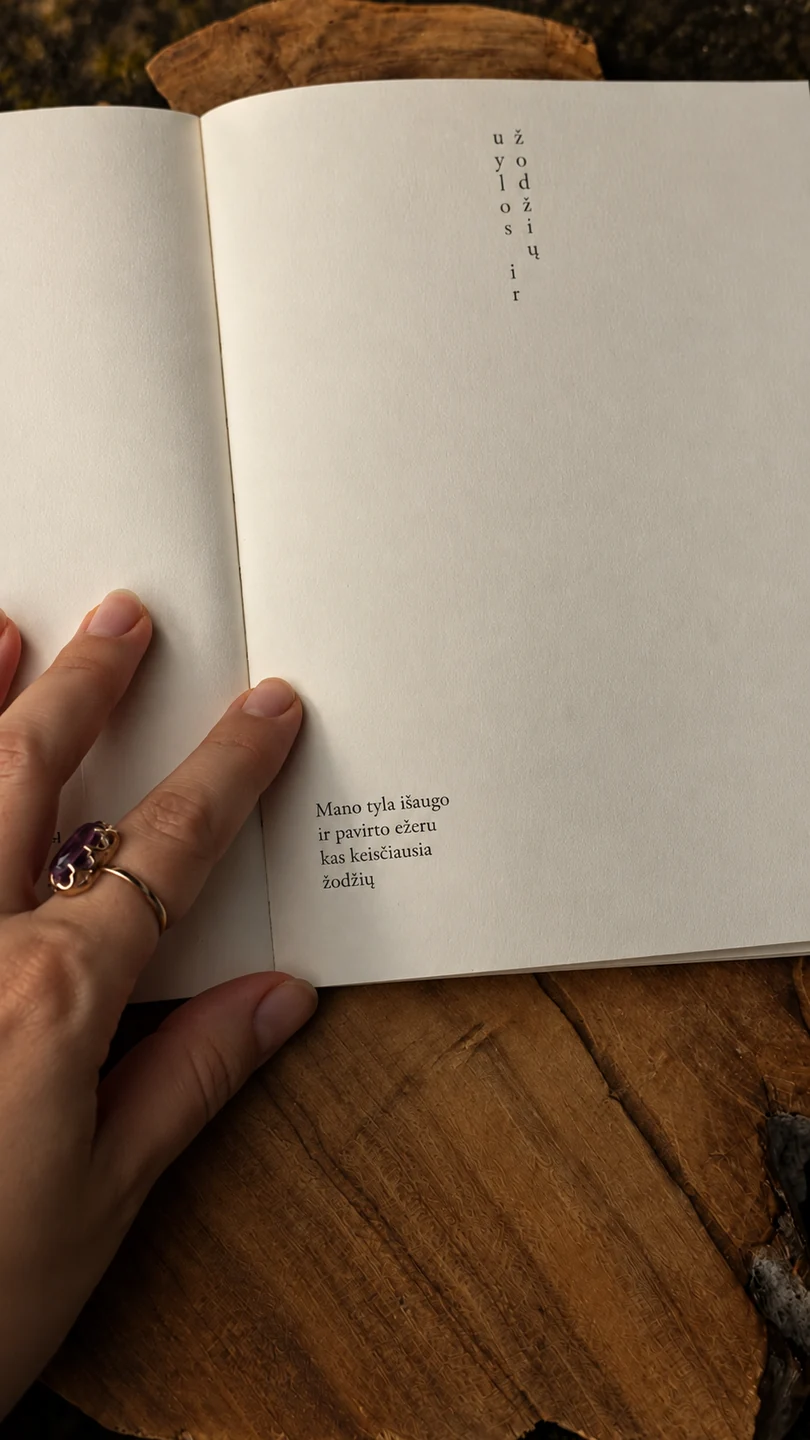 uylos ir
žodžių
Mano tyla išaugo
ir pavirto ežeru
kas keisčiausia
žodžių